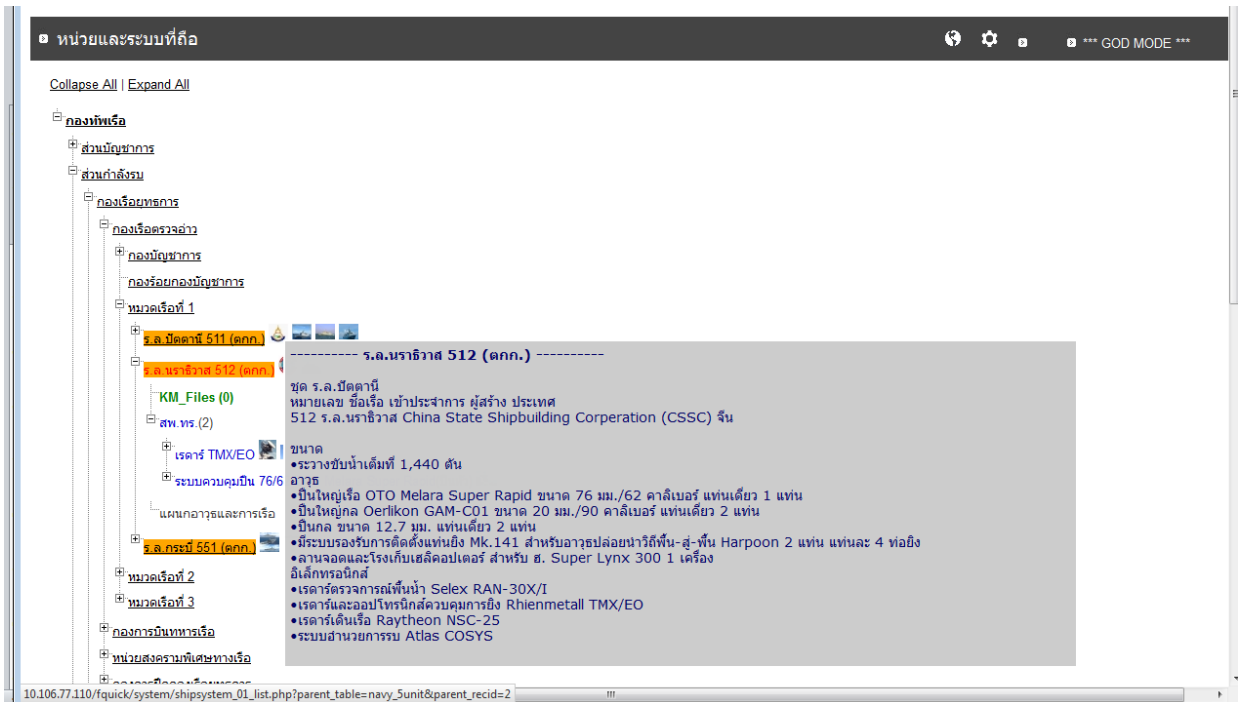 หน่วยและระบบที่ถือ
*** GOD MODE ***
Collapse All | Expand All
กองทัพเรือ
ส่วนบัญชาการ
ส่วนกำลังรบ
กองเรือยุทธการ
กองเรือตรวจอ่าว
กองบัญชาการ
กองร้อยกองบัญชาการ
หมวดเรือที่ 1
ร.ล.ปัตตานี 511 (ตกก.)
ร.ล.นราธิวาส 512 (ตกก.)
KM_Files (0)
สพ.ทร.(2)
เรดาร์ TMX/EO
ระบบควบคุมปืน 76/6
แผนกอาวุธและการเรือ
ร.ล.กระบี่ 551 (ตกก.)
หมวดเรือที่ 2
หมวดเรือที่ 3
กองการบินทหารเรือ
หน่วยสงครามพิเศษทางเรือ
---------- ร.ล.นราธิวาส 512 (ตกก.) ----------
ชุด ร.ล.ปัตตานี
หมายเลข ชื่อเรือ เข้าประจำการ ผู้สร้าง ประเทศ
512 ร.ล.นราธิวาส China State Shipbuilding Corperation (CSSC) จีน
ขนาด
•ระวางขับน้ำเต็มที่ 1,440 ตัน
อาวุธ
•ปืนใหญ่เรือ OTO Melara Super Rapid ขนาด 76 มม./62 คาลิเบอร์ แท่นเดี่ยว 1 แท่น
•ปืนใหญ่กล Oerlikon GAM-C01 ขนาด 20 มม./90 คาลิเบอร์ แท่นเดี่ยว 2 แท่น
•ปืนกล ขนาด 12.7 มม. แท่นเดี่ยว 2 แท่น
•มีระบบรองรับการติดตั้งแท่นยิง Mk.141 สำหรับอาวุธปล่อยนำวิถีพื้น-สู่-พื้น Harpoon 2 แท่น แท่นละ 4 ท่อยิง
•ลานจอดและโรงเก็บเฮลิคอปเตอร์ สำหรับ ฮ. Super Lynx 300 1 เครื่อง
อิเล็กทรอนิกส์
•เรดาร์ตรวจการณ์พื้นน้ำ Selex RAN-30X/I
•เรดาร์และออปโทรนิกส์ควบคุมการยิง Rhienmetall TMX/EO
•เรดาร์เดินเรือ Raytheon NSC-25
•ระบบอำนวยการรบ Atlas COSYS
10.106.77.110/fquick/system/shipsystem_01_list.php?parent_table=navy_5unit&parent_recid=2